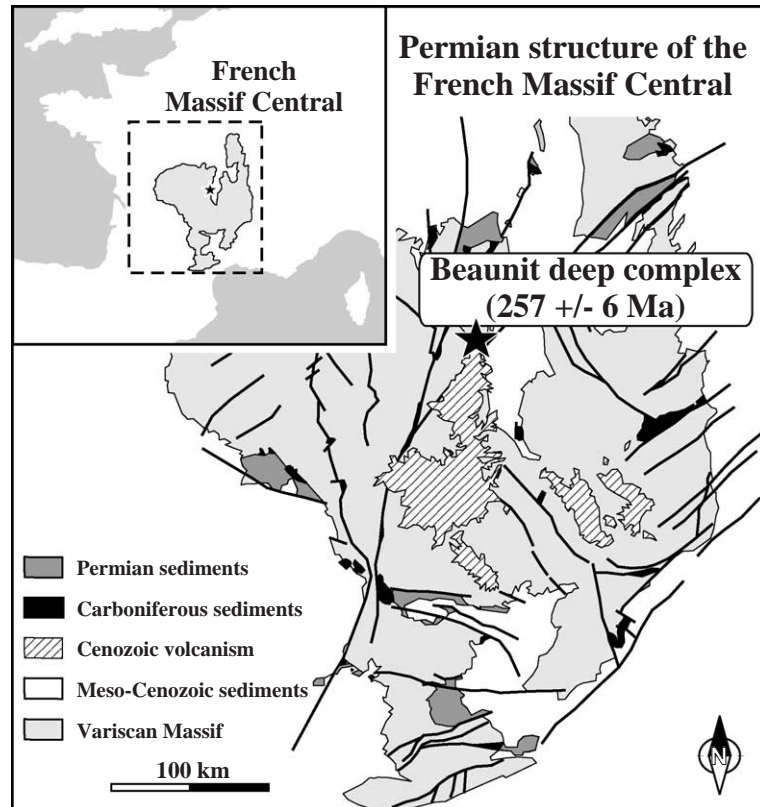 French
Massif Central
Permian structure of the
French Massif Central
Beaunit deep complex
(257 +/- 6 Ma)
Permian sediments
Carboniferous sediments
Cenozoic volcanism
Meso-Cenozoic sediments
Variscan Massif
100 km
N